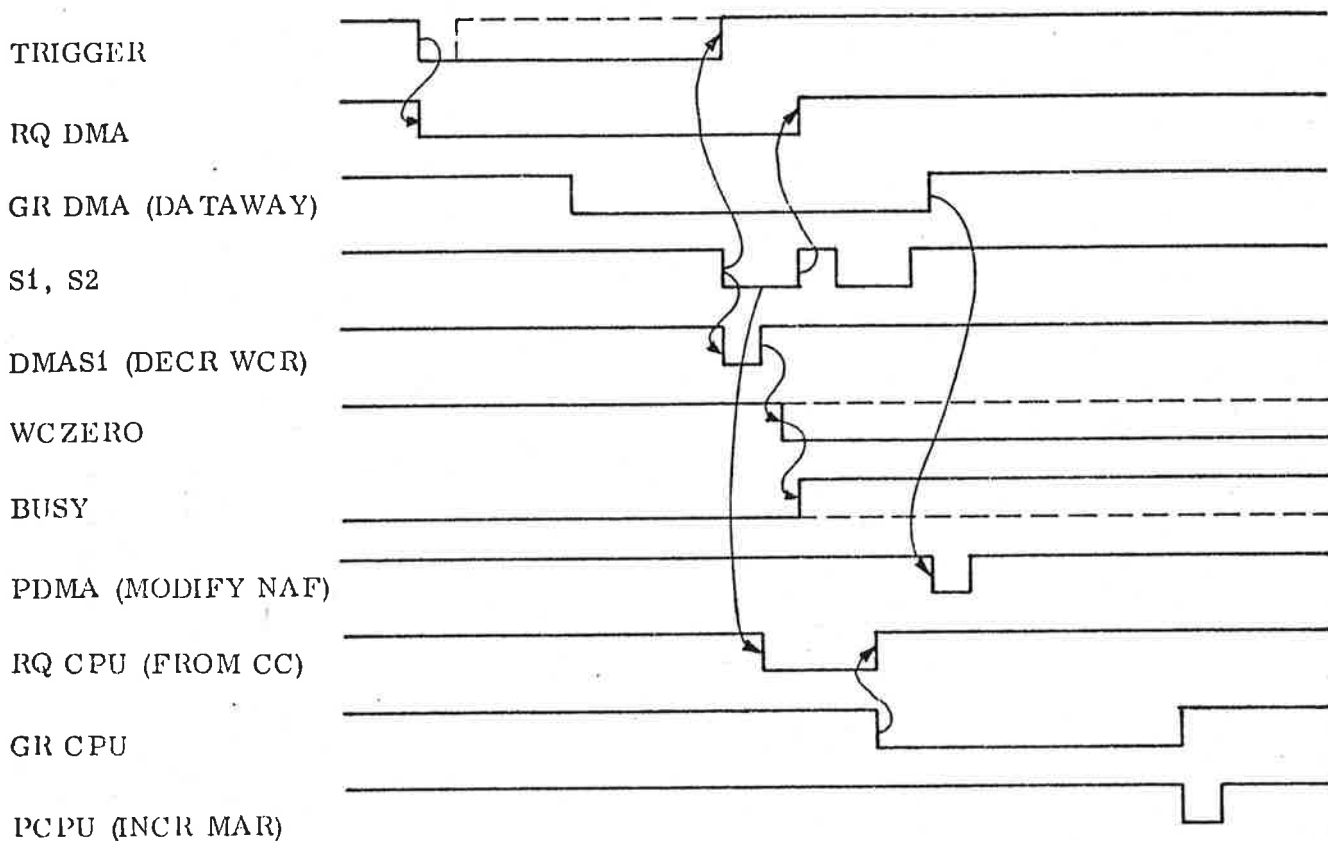 TRIGGER
RQ DMA
GR DMA (DATAWAY)
S1, S2
DMAS1 (DECR WCR)
WCZERO
BUSY
PDMA (MODIFY NAF)
RQ CPU (FROM CC)
GR CPU
PCPU (INCR MAR)